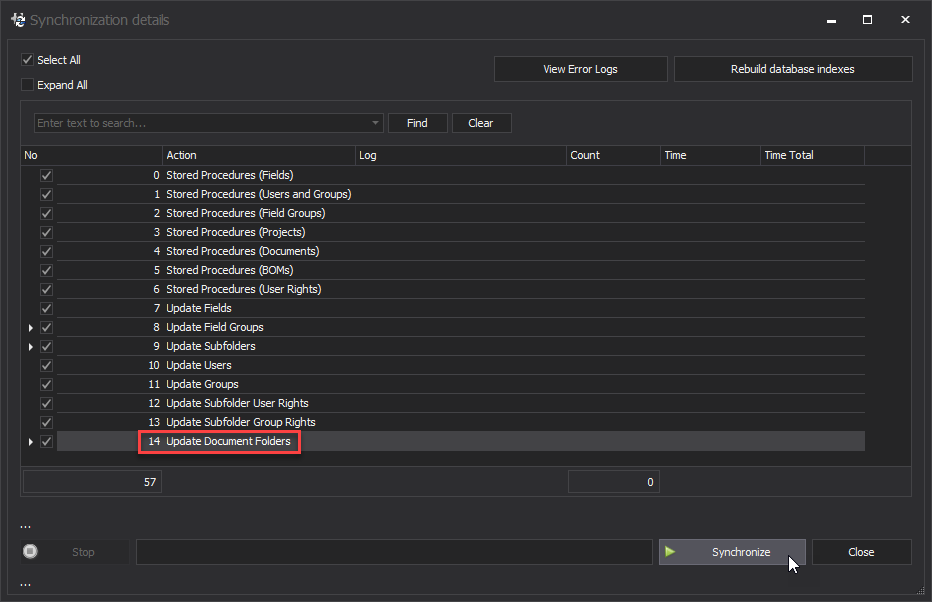 Synchronization details
Select All
Expand All
View Error Logs
Rebuild database indexes
Enter text to search...
Find
Clear
No Action Log Count Time Time Total
0 Stored Procedures (Fields)
1 Stored Procedures (Users and Groups)
2 Stored Procedures (Field Groups)
3 Stored Procedures (Projects)
4 Stored Procedures (Documents)
5 Stored Procedures (BOMs)
6 Stored Procedures (User Rights)
7 Update Fields
8 Update Field Groups
9 Update Subfolders
10 Update Users
11 Update Groups
12 Update Subfolder User Rights
13 Update Subfolder Group Rights
14 Update Document Folders
57 0
...
Stop
Synchronize
Close
...